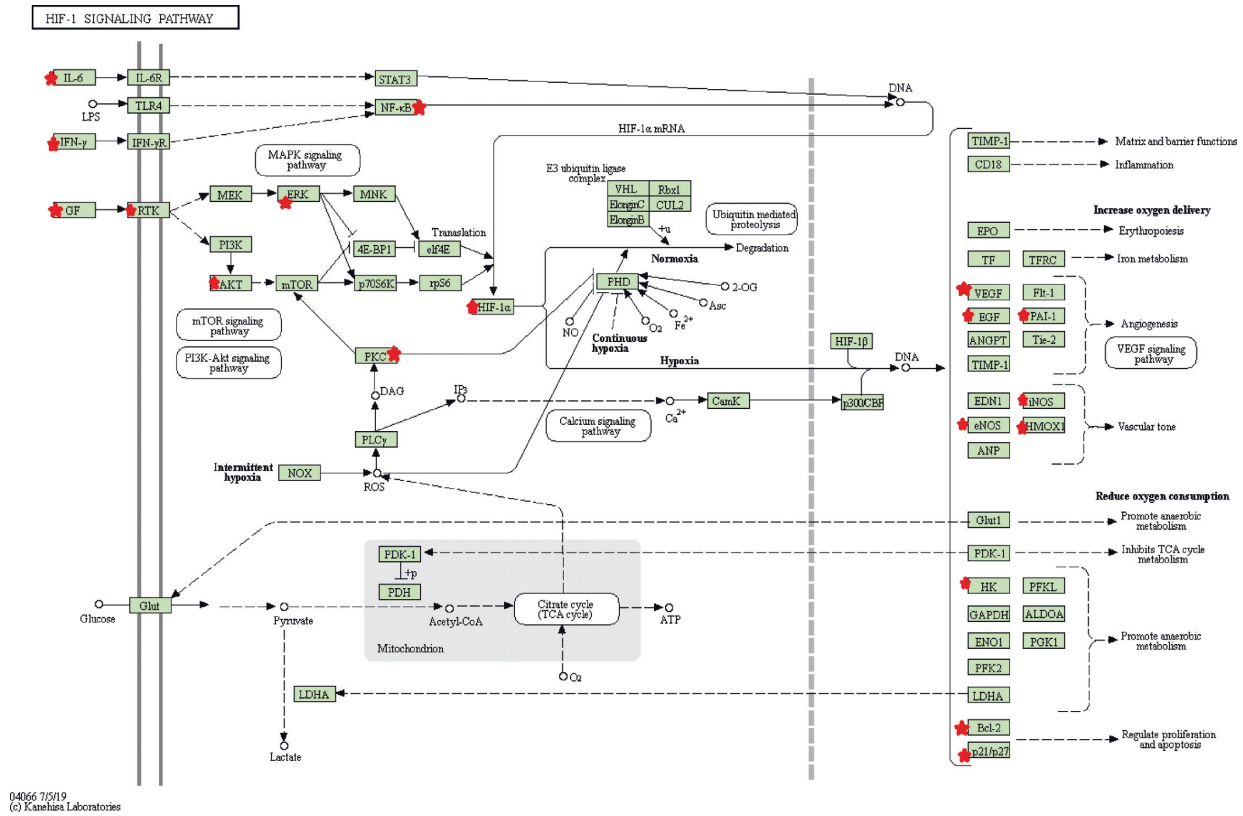 HIF-1 SIGNALING PATHWAY
IL-6
IL-6R
STAT3
DNA
LPS
TLR4
NF-κB
IFN-γ
IFN-γR
HIF-1α mRNA
MAPK signaling
pathway
MEK
ERK
MNK
GF
RTK
PI3K
4E-BP1
elf4E
Translation
AKT
mTOR
p70S6K
rpS6
HIF-1α
mTOR signaling
pathway
PI3K-Akt signaling
pathway
E3 ubiquitin ligase
complex
VHL
Rbx1
ElonginC
CUL2
ElonginB
+u
Ubiquitin mediated
proteolysis
Degradation
Normoxia
PHD
2-OG
Asc
Fe2+
O2
NO
Continuous
hypoxia
Hypoxia
PKC
DAG
IP3
PLCγ
Calcium signaling
pathway
Ca2+
CamK
HIF-1β
p300/CBP
DNA
Intermittent
hypoxia
NOX
ROS
PDK-1
+p
PDH
Glucose
Glut
Pyruvate
Acetyl-CoA
Citrate cycle
(TCA cycle)
ATP
Mitochondrion
O2
LDHA
Lactate
TIMP-1
Matrix and barrier functions
CD18
Inflammation
Increase oxygen delivery
EPO
Erythropoiesis
TF
TFRC
Iron metabolism
VEGF
Flt-1
EGF
PAI-1
Angiogenesis
ANGPT
Tie-2
VEGF signaling
pathway
TIMP-1
EDN1
iNOS
eNOS
HMOX1
Vascular tone
ANP
Reduce oxygen consumption
Glut1
Promote anaerobic
metabolism
PDK-1
Inhibits TCA cycle
metabolism
HK
PFKL
GAPDH
ALDOA
ENO1
PGK1
Promote anaerobic
metabolism
PFK2
LDHA
Bcl-2
Regulate proliferation
and apoptosis
p21/p27
04066 7/5/19
(c) Kanehisa Laboratories